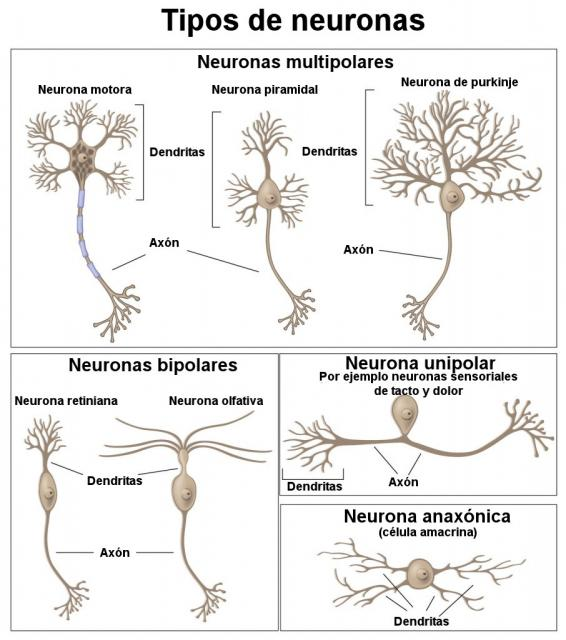 Tipos de neuronas
Neuronas multipolares
Neurona motora
Neurona piramidal
Neurona de purkinje
Dendritas
Dendritas
Axón
Axón
Neuronas bipolares
Neurona retiniana
Neurona olfativa
Dendritas
Axón
Neurona unipolar
Por ejemplo neuronas sensoriales
de tacto y dolor
Dendritas
Axón
Neurona anaxónica
(célula amacrina)
Dendritas